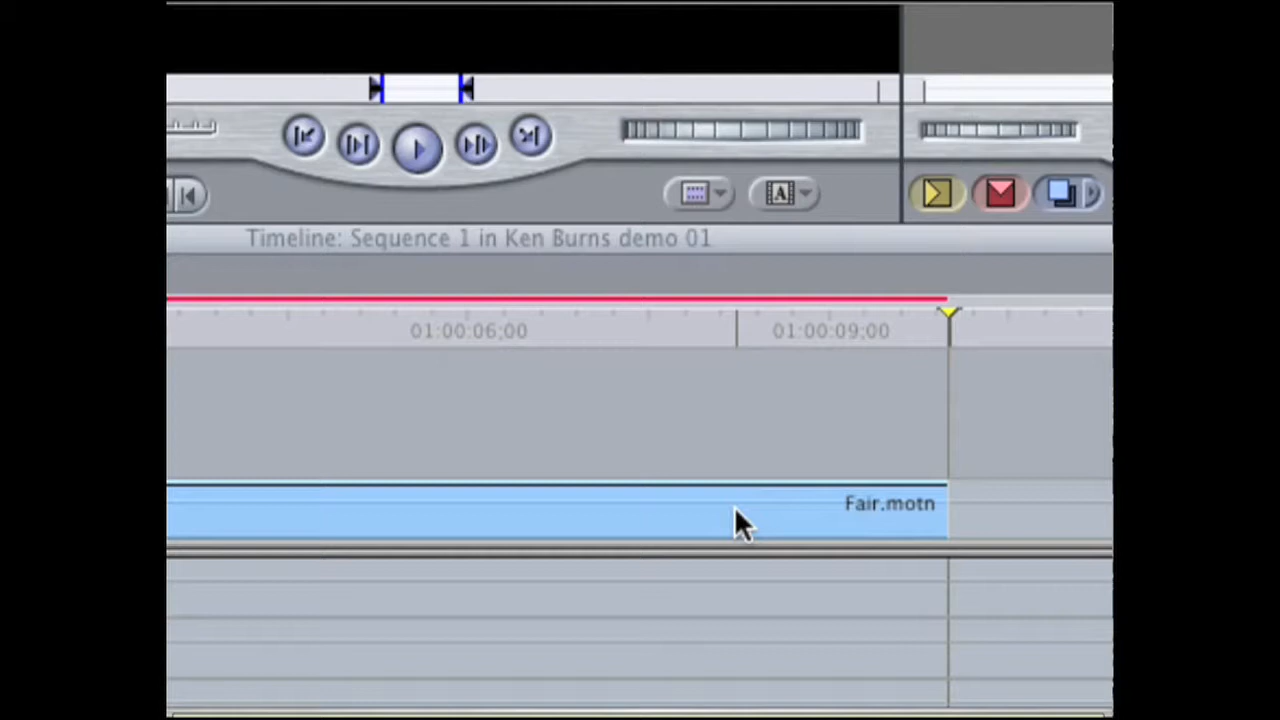 A
Timeline: Sequence 1 in Ken Burns demo 01
01:00:06;00 01:00:09;00
Fair.motn